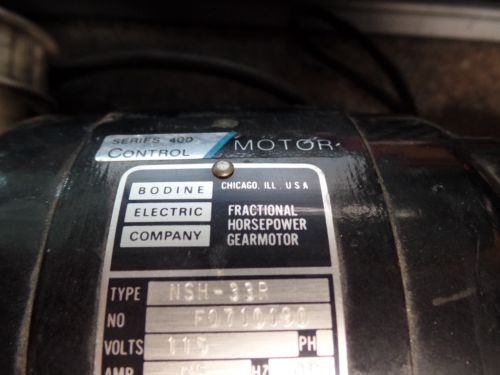 SERIES 400
CONTROL MOTOR
BODINE CHICAGO, ILL. U S A
ELECTRIC FRACTIONAL
HORSEPOWER
COMPANY GEARMOTOR
TYPE NSH-33R
NO
VOLTS 115 PH
AMP HZ